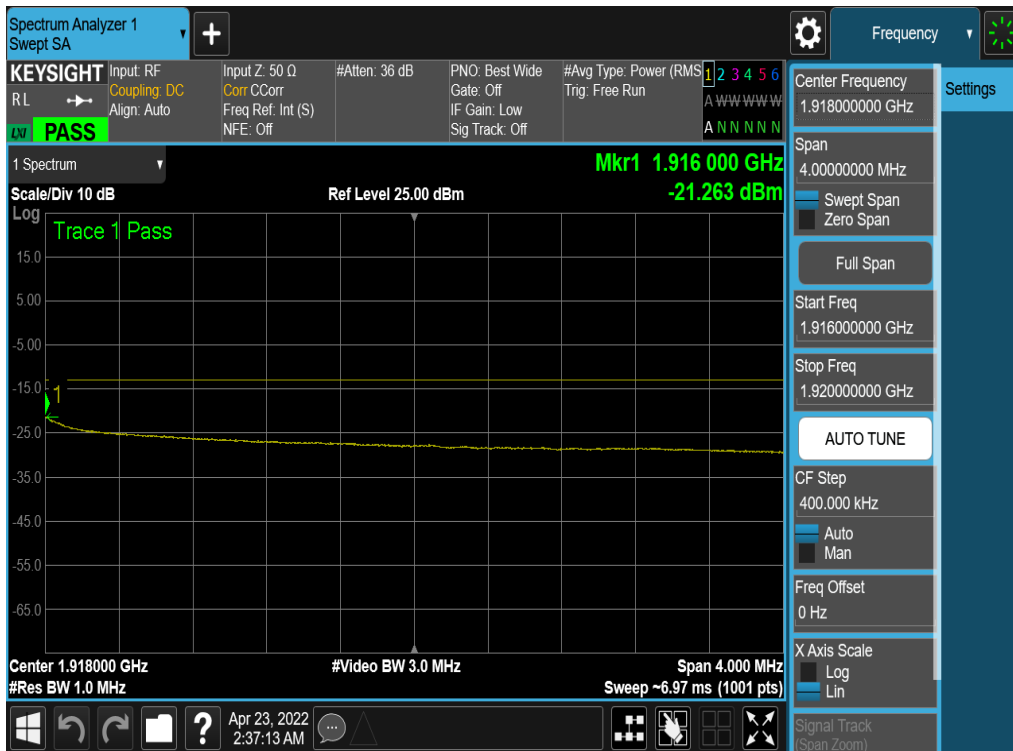 Spectrum Analyzer 1
Swept SA
+
Frequency
KEYSIGHT
R L
LXI
PASS
Input: RF
Coupling: DC
Align: Auto
Input Z: 50 Ω
Corr CCorr
Freq Ref: Int (S)
NFE: Off
#Atten: 36 dB
PNO: Best Wide
Gate: Off
IF Gain: Low
Sig Track: Off
#Avg Type: Power (RMS
Trig: Free Run
1 2 3 4 5 6
A W W W W W
A N N N N N
1 Spectrum
Scale/Div 10 dB
Ref Level 25.00 dBm
Mkr1 1.916 000 GHz
-21.263 dBm
Log
Trace 1 Pass
15.0
5.00
-5.00
-15.0
1
-25.0
-35.0
-45.0
-55.0
-65.0
Center 1.918000 GHz
#Video BW 3.0 MHz
Span 4.000 MHz
#Res BW 1.0 MHz
Sweep ~6.97 ms (1001 pts)
?
Apr 23, 2022
2:37:13 AM
Center Frequency
1.918000000 GHz
Settings
Span
4.00000000 MHz
Swept Span
Zero Span
Full Span
Start Freq
1.916000000 GHz
Stop Freq
1.920000000 GHz
AUTO TUNE
CF Step
400.000 kHz
Auto
Man
Freq Offset
0 Hz
X Axis Scale
Log
Lin
Signal Track
(Span Zoom)